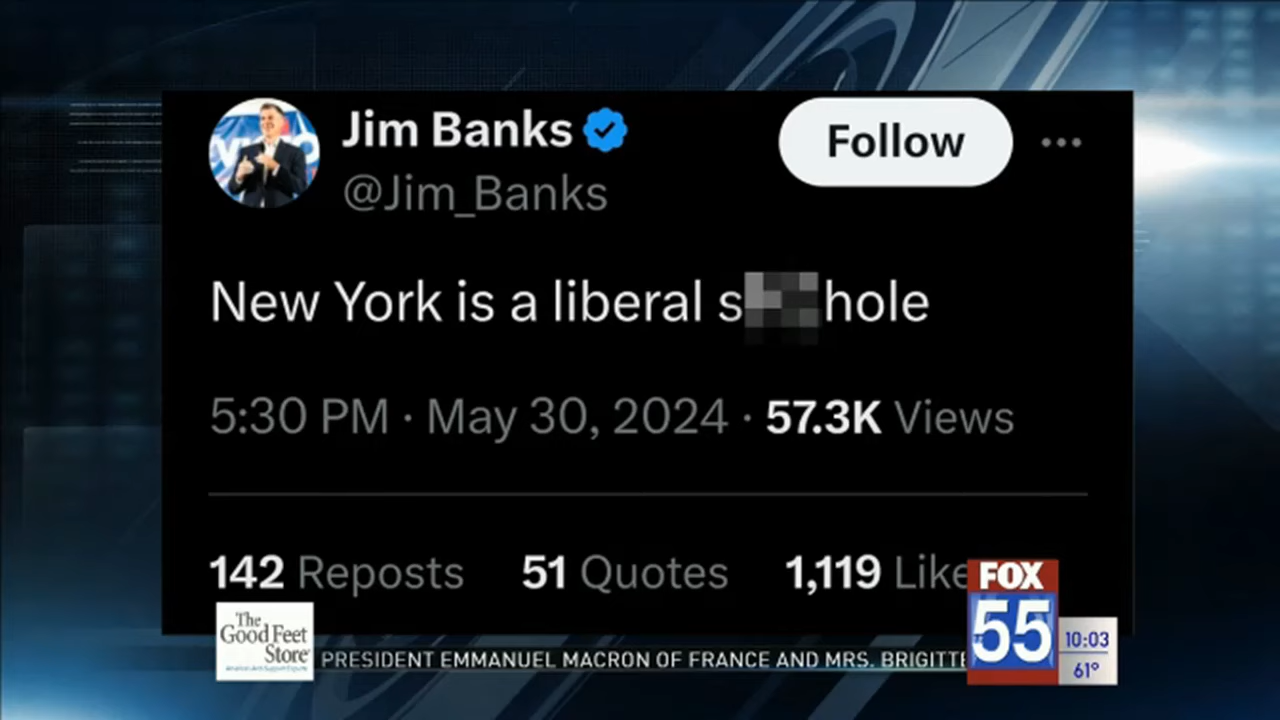 Jim Banks
Follow
@Jim_Banks
New York is a liberal s hole
5:30 PM · May 30, 2024 · 57.3K Views
142 Reposts 51 Quotes 1,119 Like
FOX
55
The
Good Feet
Store
PRESIDENT EMMANUEL MACRON OF FRANCE AND MRS. BRIGITTE
10:03
61°